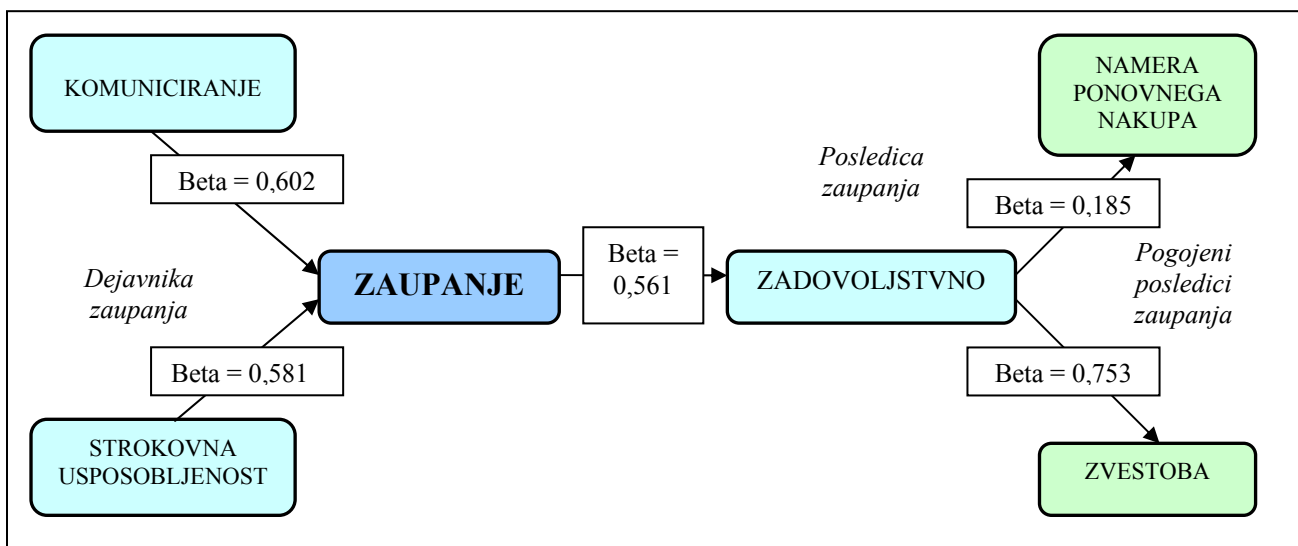 KOMUNICIRANJE
NAMERA
PONOVNEGA
NAKUPA
Beta = 0,602
Posledica
zaupanja
Beta = 0,185
Dejavnika
zaupanja
ZAUPANJE
Beta =
0,561
ZADOVOLJSTVNO
Pogojeni
posledici
zaupanja
Beta = 0,581
Beta = 0,753
STROKOVNA
USPOSOBLJENOST
ZVESTOBA